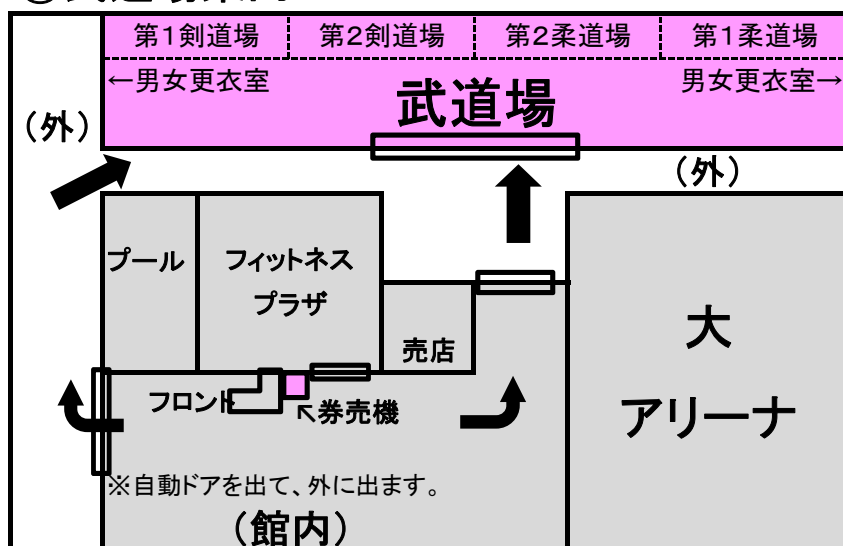 第1剣道場
第2剣道場
第2柔道場
第1柔道場
←男女更衣室
武道場
男女更衣室→
(外)
(外)
プール
フィットネス
プラザ
売店
大
アリーナ
フロント
↖券売機
※自動ドアを出て、外に出ます。
(館内)